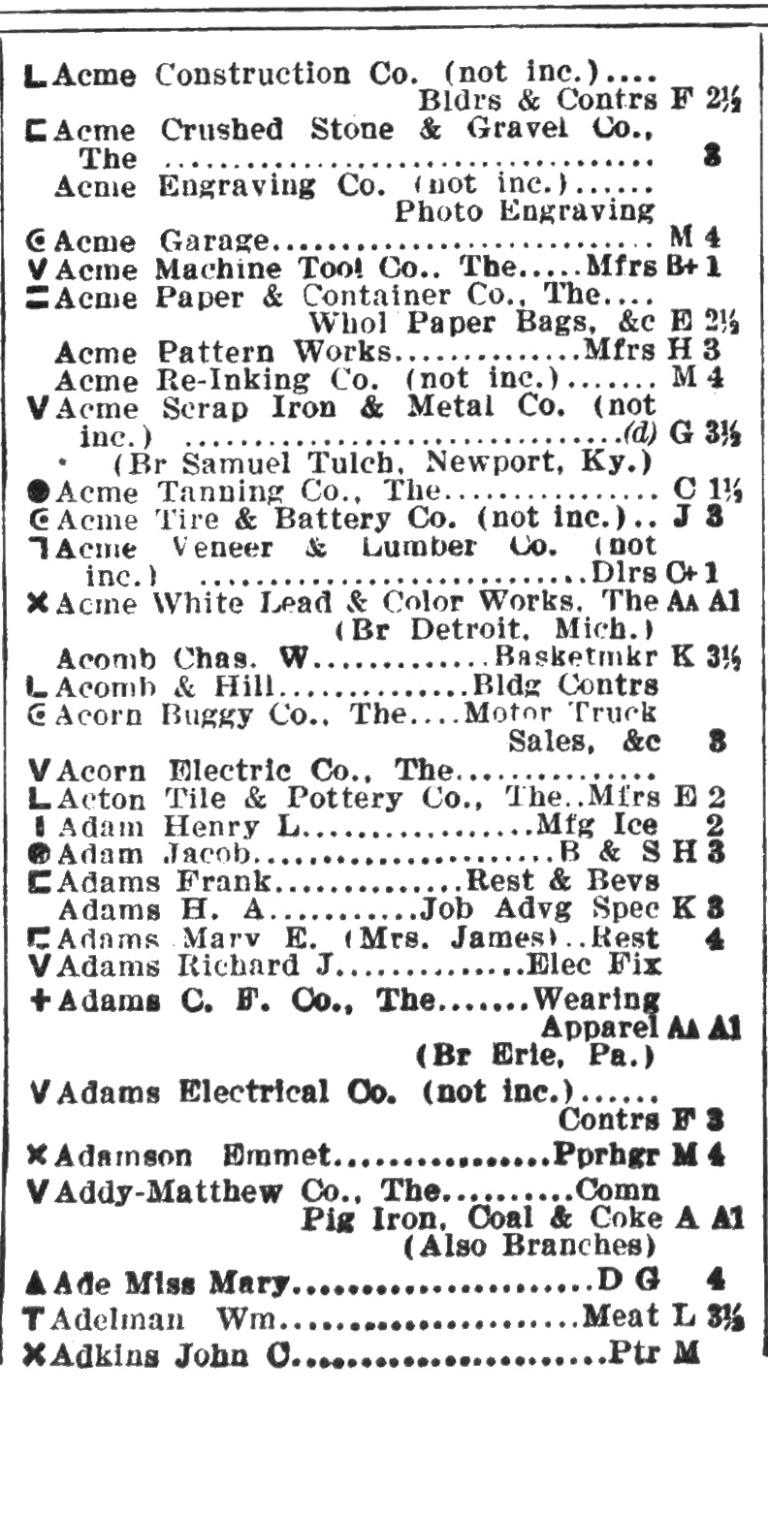 L Acme Construction Co. (not inc.)....
Bldrs & Contrs F 2½
Acme Crushed Stone & Gravel Co.,
The .................................... 3
Acme Engraving Co. (not inc.)......
Photo Engraving
Acme Garage............................ M 4
V Acme Machine Tool Co., The.....Mfrs B+ 1
Acme Paper & Container Co., The....
Whol Paper Bags, &c E 2½
Acme Pattern Works..............Mfrs H 3
Acme Re-Inking Co. (not inc.)....... M 4
V Acme Scrap Iron & Metal Co. (not
inc.) ................................(d) G 3½
(Br Samuel Tulch, Newport, Ky.)
● Acme Tanning Co., The................ C 1½
Acme Tire & Battery Co. (not inc.).. J 3
Acme Veneer & Lumber Co. (not
inc.) .............................Dlrs C+ 1
✕ Acme White Lead & Color Works, The AA A1
(Br Detroit, Mich.)
Acomb Chas. W.............Basketmkr K 3½
L Acomb & Hill..............Bldg Contrs
Acorn Buggy Co., The....Motor Truck
Sales, &c 3
V Acorn Electric Co., The...............
L Acton Tile & Pottery Co., The..Mfrs E 2
Adam Henry L.................Mfg Ice 2
Adam Jacob......................B & S H 3
Adams Frank..............Rest & Bevs
Adams H. A...........Job Advg Spec K 3
Adams Mary E. (Mrs. James)..Rest 4
V Adams Richard J..............Elec Fix
+ Adams C. F. Co., The.......Wearing
Apparel AA A1
(Br Erie, Pa.)
V Adams Electrical Co. (not inc.)......
Contrs F 3
✕ Adamson Emmet................Pprhgr M 4
V Addy-Matthew Co., The..........Comn
Pig Iron, Coal & Coke A A1
(Also Branches)
▲ Ade Miss Mary.......................D G 4
T Adelman Wm......................Meat L 3½
✕ Adkins John C.......................Ptr M